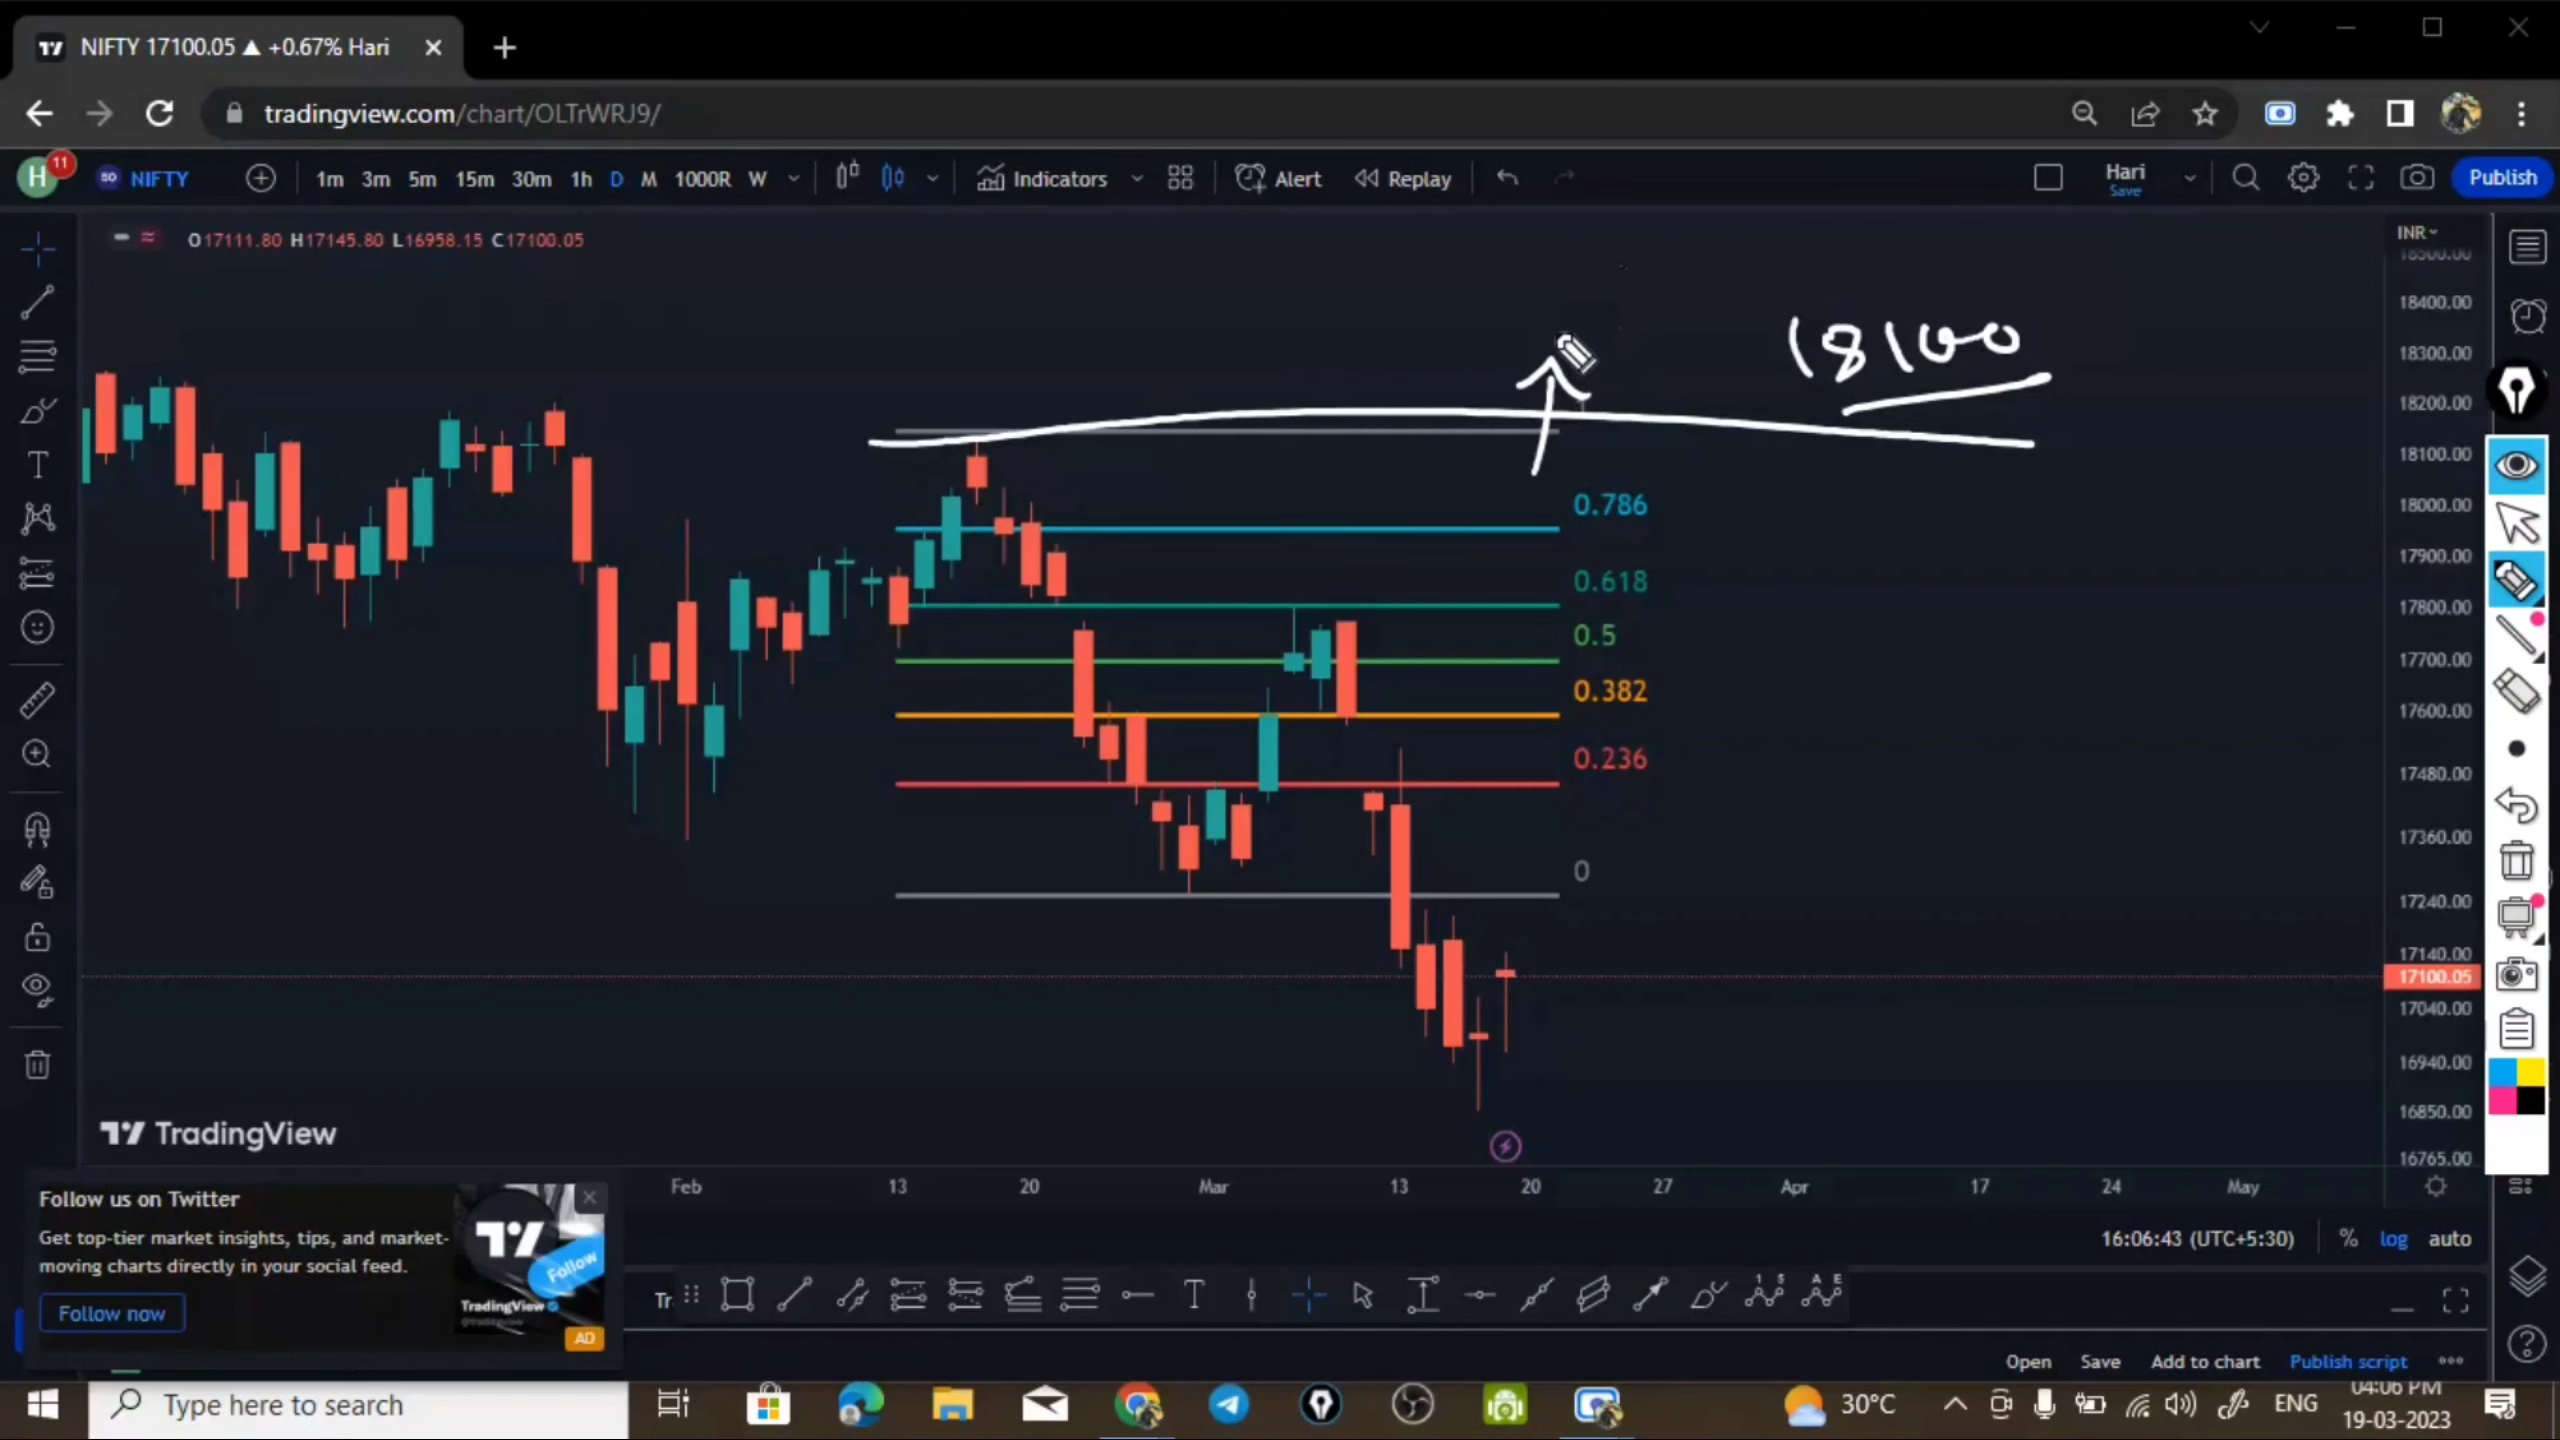 NIFTY 17100.05 ▲ +0.67% Hari
tradingview.com/chart/OLTrWRJ9/
H 11 NIFTY 1m 3m 5m 15m 30m 1h D M 1000R W Indicators Alert Replay Hari Save Publish
O17111.80 H17145.80 L16958.15 C17100.05
INR
18500.00
18400.00
18300.00
18200.00
18100.00
18000.00
17900.00
17800.00
17700.00
17600.00
17480.00
17360.00
17240.00
17140.00
17100.05
17040.00
16940.00
16850.00
16765.00
18100
0.786
0.618
0.5
0.382
0.236
0
TradingView
Feb 13 20 Mar 13 20 27 Apr 17 24 May
Follow us on Twitter
Get top-tier market insights, tips, and market-
moving charts directly in your social feed.
Follow now
Follow
TradingView
AD
16:06:43 (UTC+5:30) % log auto
Tr
Open Save Add to chart Publish script
Type here to search
30°C ENG
04:06 PM
19-03-2023